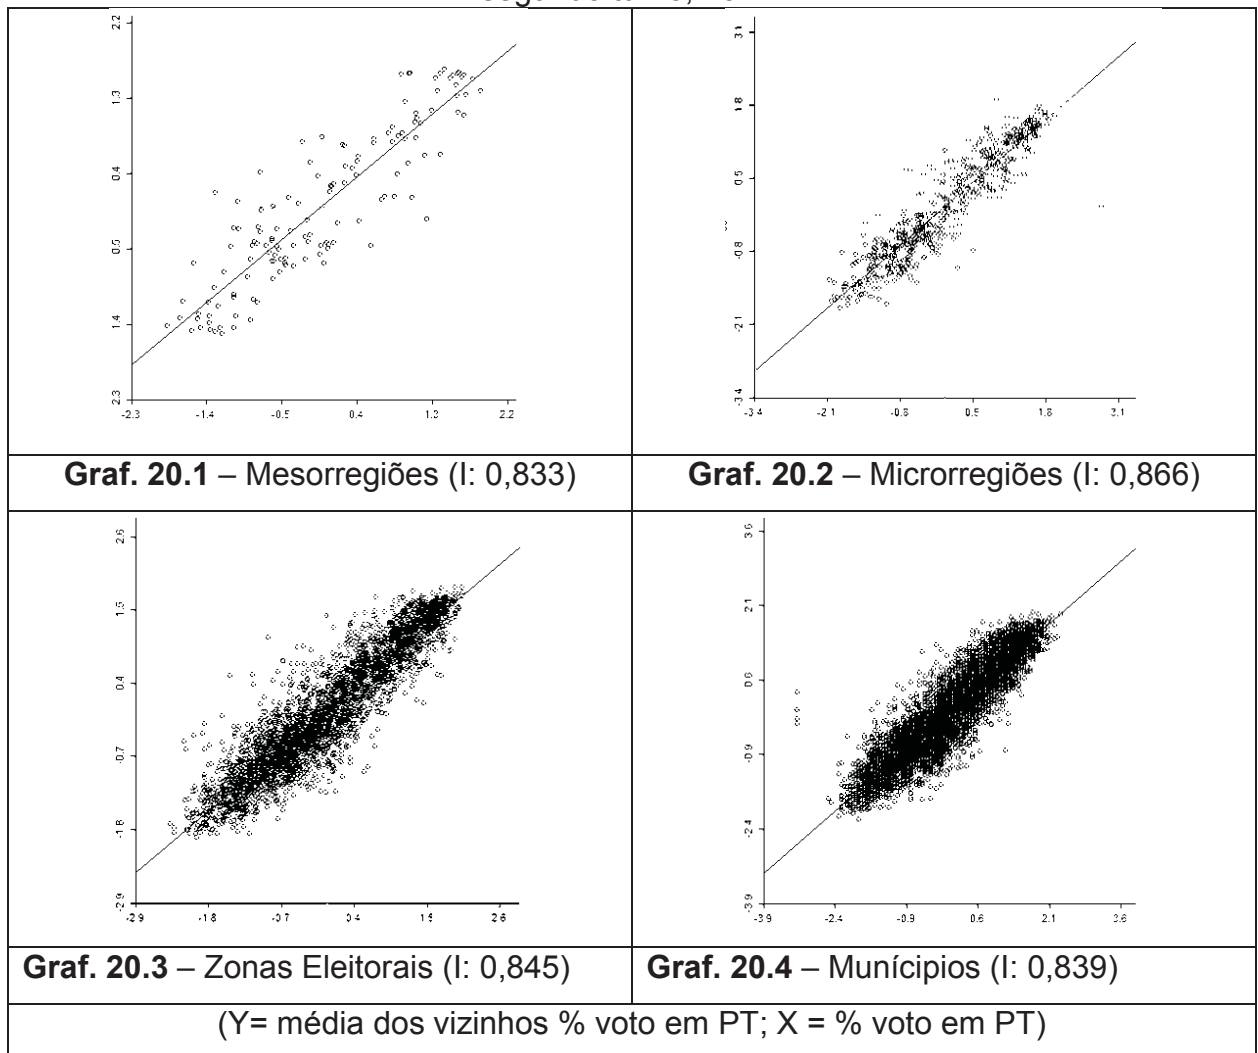 2.2
1.3
0.4
0.5
1.4
2.3
-2.3 -1.4 -0.5 0.4 1.3 2.2
3.1
1.8
0.5
-0.8
-2.1
-3.4
-3.4 -2.1 -0.8 0.5 1.8 3.1
Graf. 20.1 – Mesorregiões (I: 0,833)
Graf. 20.2 – Microrregiões (I: 0,866)
2.6
1.5
0.4
-0.7
-1.8
-2.9
-2.9 -1.8 -0.7 0.4 1.5 2.6
3.6
2.1
0.6
-0.9
-2.4
-3.9
-3.9 -2.4 -0.9 0.6 2.1 3.6
Graf. 20.3 – Zonas Eleitorais (I: 0,845)
Graf. 20.4 – Munícipios (I: 0,839)
(Y= média dos vizinhos % voto em PT; X = % voto em PT)